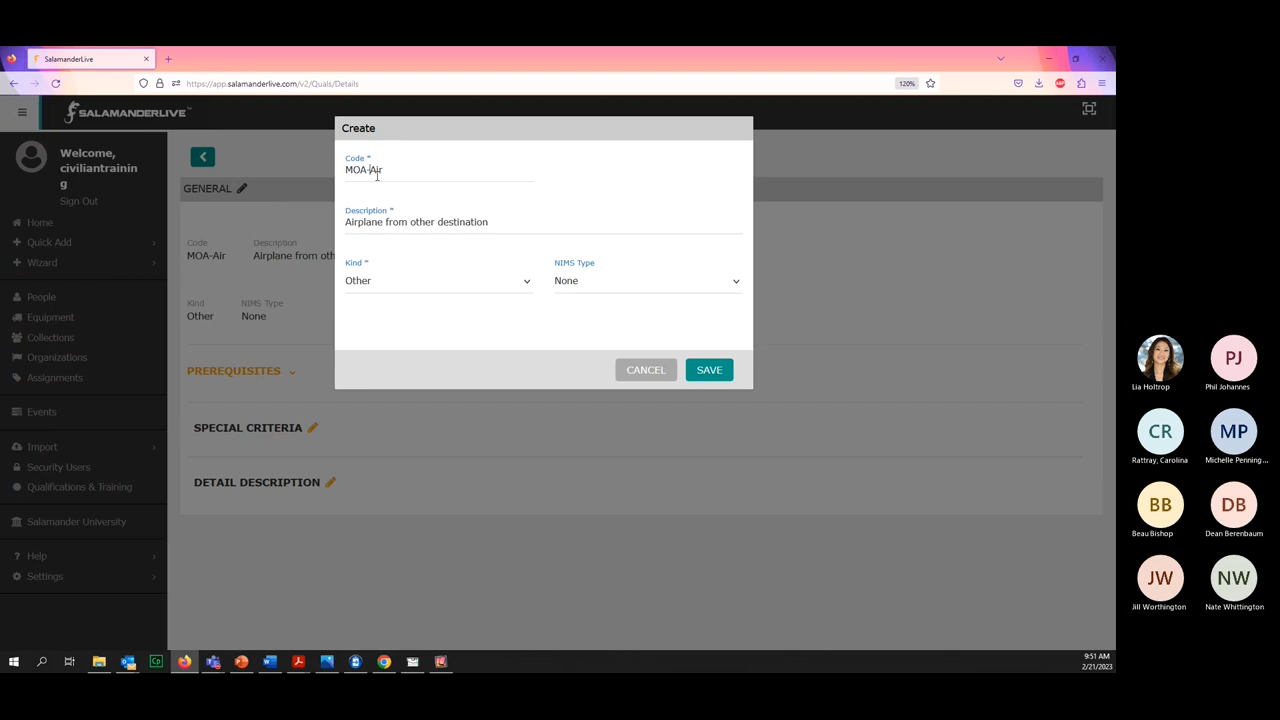 SalamanderLive
https://app.salamanderlive.com/v2/Quals/Details
120%
ABP
SALAMANDERLIVE™
Welcome,
civiliantrainin
g
Sign Out
Home
Quick Add
Wizard
People
Equipment
Collections
Organizations
Assignments
Events
Import
Security Users
Qualifications & Training
Salamander University
Help
Settings
GENERAL
Code
MOA-Air
Description
Airplane from oth
Kind
Other
NIMS Type
None
PREREQUISITES
SPECIAL CRITERIA
DETAIL DESCRIPTION
Create
Code *
MOA-Air
Description *
Airplane from other destination
Kind *
Other
NIMS Type
None
CANCEL
SAVE
Lia Holtrop
PJ
Phil Johannes
CR
Rattray, Carolina
MP
Michelle Penning ...
BB
Beau Bishop
DB
Dean Berenbaum
JW
Jill Worthington
NW
Nate Whittington
Cp
9:51 AM
2/21/2023